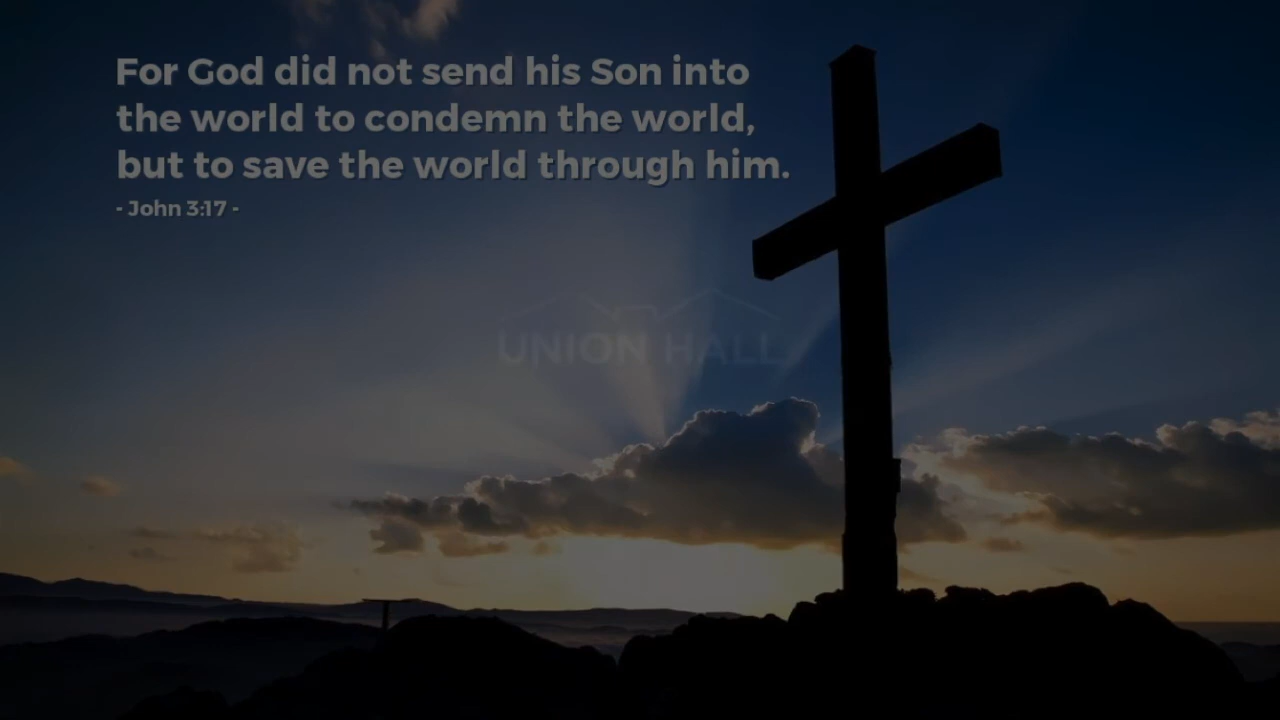 For God did not send his Son into
the world to condemn the world,
but to save the world through him.
- John 3:17 -
UNION HALL